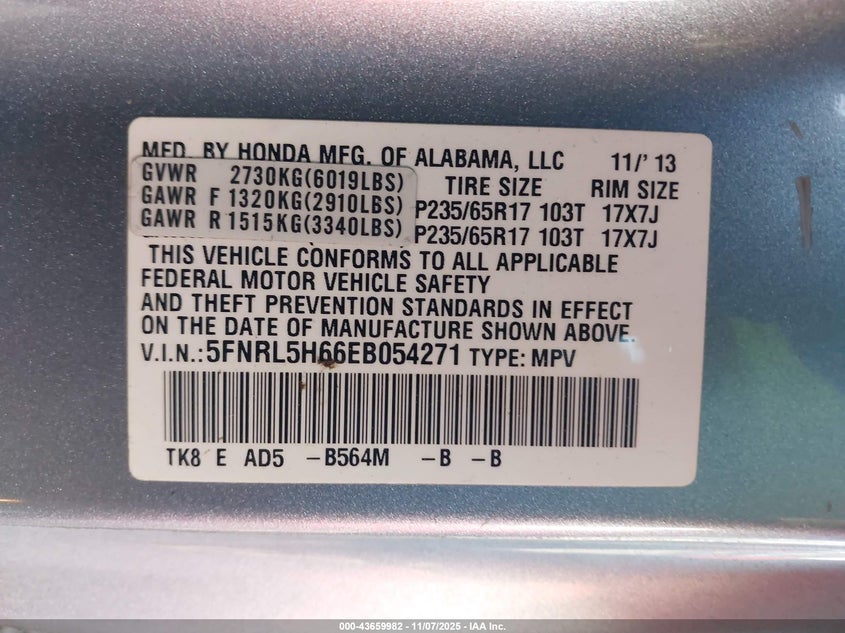 MFD. BY HONDA MFG. OF ALABAMA, LLC 11/'13
GVWR 2730KG(6019LBS) TIRE SIZE RIM SIZE
GAWR F 1320KG(2910LBS) P235/65R17 103T 17X7J
GAWR R 1515KG(3340LBS) P235/65R17 103T 17X7J
THIS VEHICLE CONFORMS TO ALL APPLICABLE
FEDERAL MOTOR VEHICLE SAFETY
AND THEFT PREVENTION STANDARDS IN EFFECT
ON THE DATE OF MANUFACTURE SHOWN ABOVE.
V.I.N.:5FNRL5H66EB054271 TYPE: MPV
TK8 E AD5 -B564M -B -B
000-43659982 - 11/07/2025 - IAA Inc.